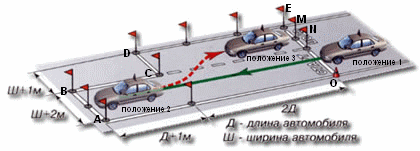 E
M
N
D
положение 3
положение 1
C
B
положение 2
O
A
Ш+1м
Ш+2м
Д+1м
2Д
Д - длина автомобиля
Ш - ширина автомобиля.